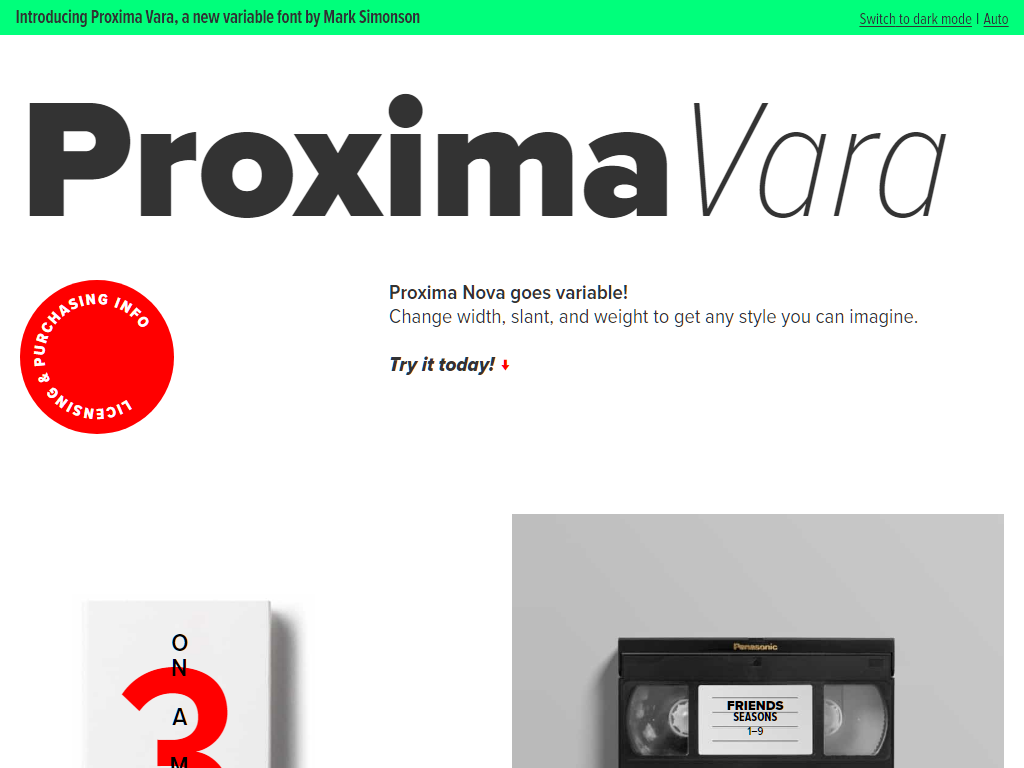 Introducing Proxima Vara, a new variable font by Mark Simonson
Switch to dark mode | Auto
ProximaVara
LICENSING & PURCHASING INFO
Proxima Nova goes variable!
Change width, slant, and weight to get any style you can imagine.
Try it today!
O
N
A
M
3
Panasonic
FRIENDS
SEASONS
1–9